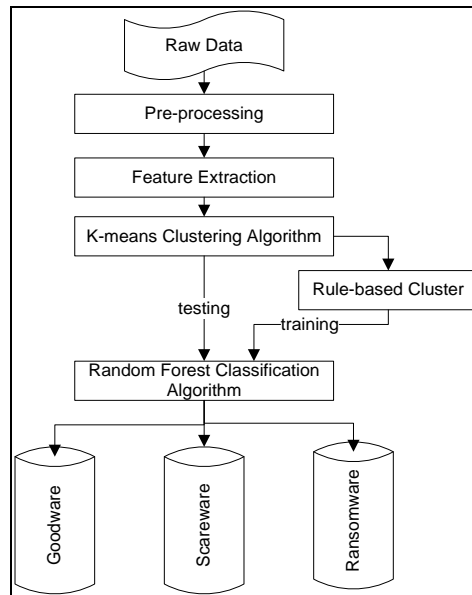 Raw Data
Pre-processing
Feature Extraction
K-means Clustering Algorithm
Rule-based Cluster
testing
training
Random Forest Classification
Algorithm
Goodware
Scareware
Ransomware